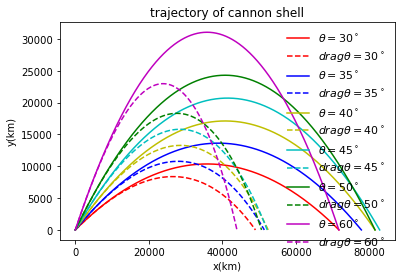 trajectory of cannon shell
y(km)
30000
25000
20000
15000
10000
5000
0
θ = 30°
dragθ = 30°
θ = 35°
dragθ = 35°
θ = 40°
dragθ = 40°
θ = 45°
dragθ = 45°
θ = 50°
dragθ = 50°
θ = 60°
dragθ = 60°
0 20000 40000 60000 80000
x(km)